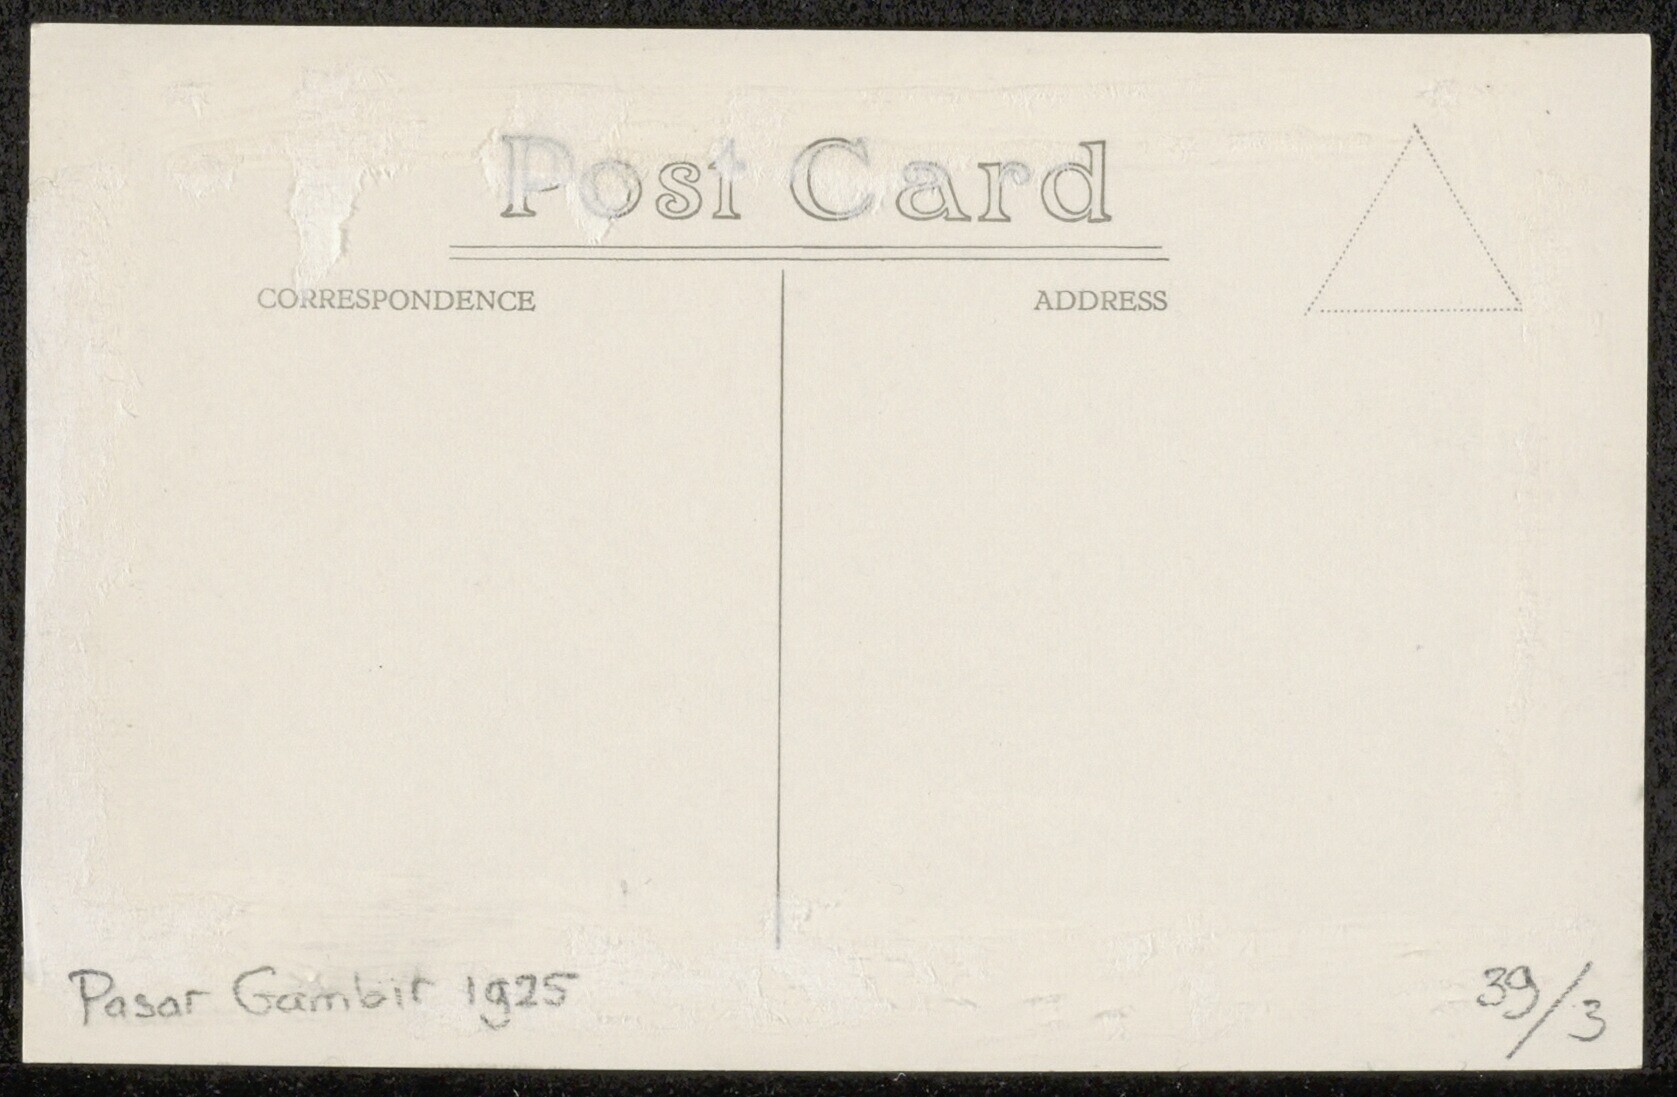 Post Card
CORRESPONDENCE
ADDRESS
Pasar Gambir 1925
39/3